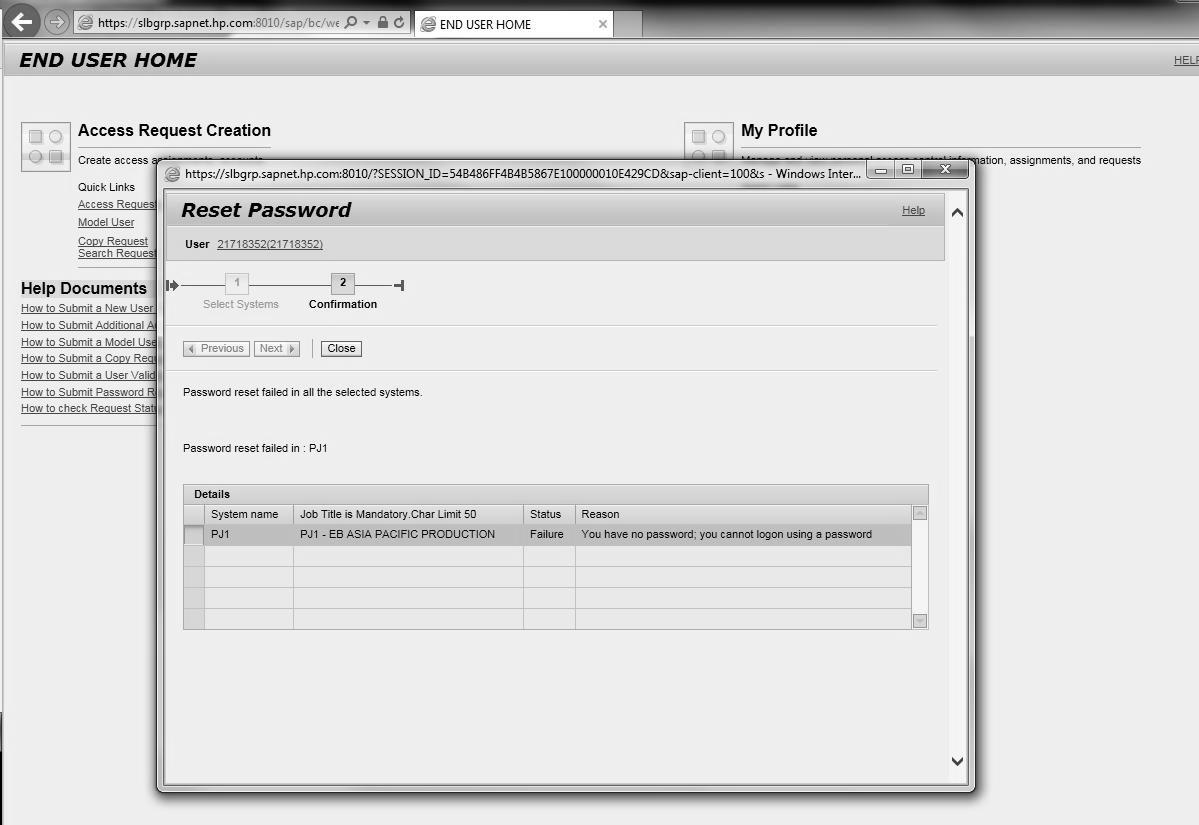 https://slbgrp.sapnet.hp.com:8010/sap/bc/we
END USER HOME
END USER HOME
HELP
Access Request Creation
My Profile
Create access assignments, accounts
Manage and view personal access control information, assignments, and requests
Quick Links
Access Request
Model User
Copy Request
Search Request
Help Documents
How to Submit a New User
How to Submit Additional A
How to Submit a Model Use
How to Submit a Copy Req
How to Submit a User Valid
How to Submit Password R
How to check Request Statu
https://slbgrp.sapnet.hp.com:8010/?SESSION_ID=54B486FF4B4B5867E100000010E429CD&sap-client=100&s - Windows Inter...
Reset Password
Help
User 21718352(21718352)
1
2
Select Systems
Confirmation
Previous
Next
Close
Password reset failed in all the selected systems.
Password reset failed in : PJ1
Details
System name
Job Title is Mandatory.Char Limit 50
Status
Reason
PJ1
PJ1 - EB ASIA PACIFIC PRODUCTION
Failure
You have no password; you cannot logon using a password